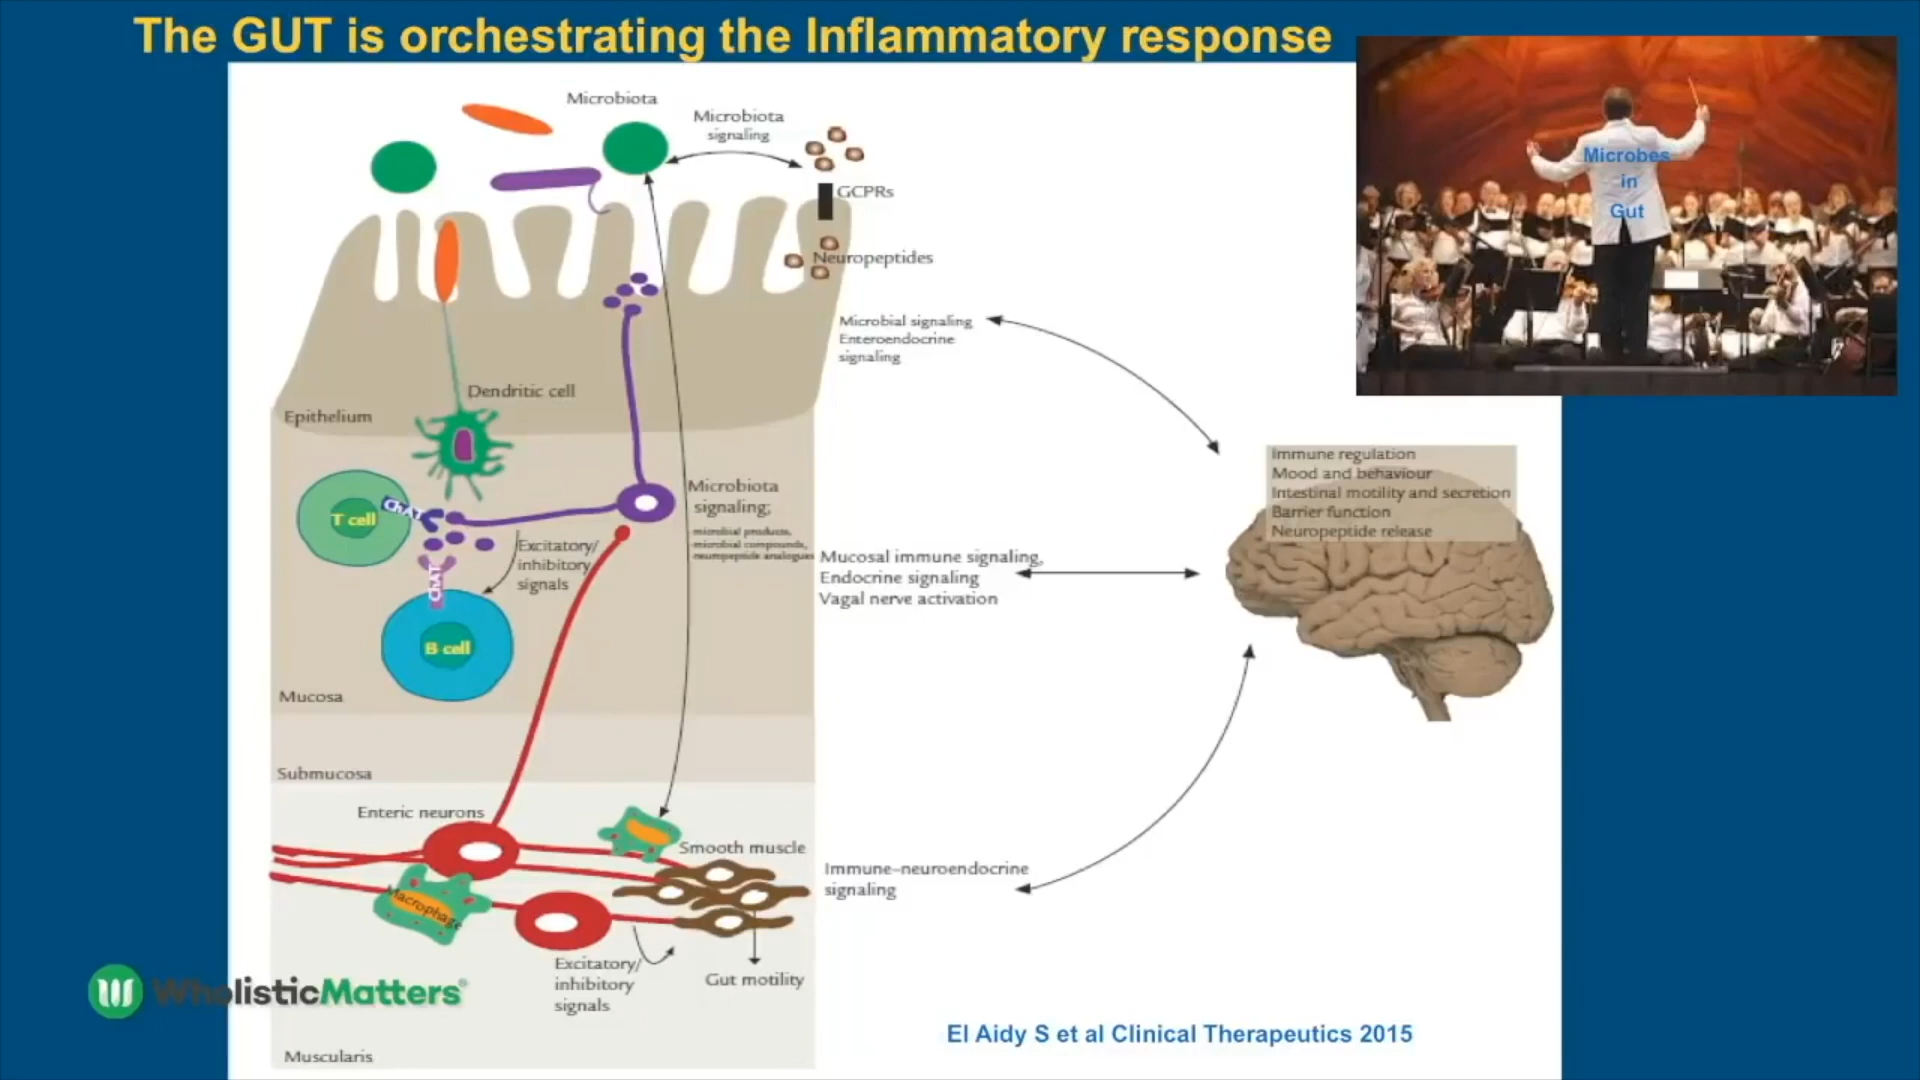 The GUT is orchestrating the Inflammatory response
Microbiota
Microbiota
signaling
GCPRs
Neuropeptides
Microbes
in
Gut
Microbial signaling
Enteroendocrine
signaling
Dendritic cell
Epithelium
T cell
ChAT
Excitatory/
inhibitory
signals
ChAT
B cell
Microbiota
signaling;
microbial products,
microbial compounds,
neuropeptide analogues
Mucosal immune signaling,
Endocrine signaling
Vagal nerve activation
Immune regulation
Mood and behaviour
Intestinal motility and secretion
Barrier function
Neuropeptide release
Mucosa
Submucosa
Enteric neurons
Smooth muscle
Macrophage
Immune–neuroendocrine
signaling
Excitatory/
inhibitory
signals
Gut motility
WholisticMatters®
El Aidy S et al Clinical Therapeutics 2015
Muscularis